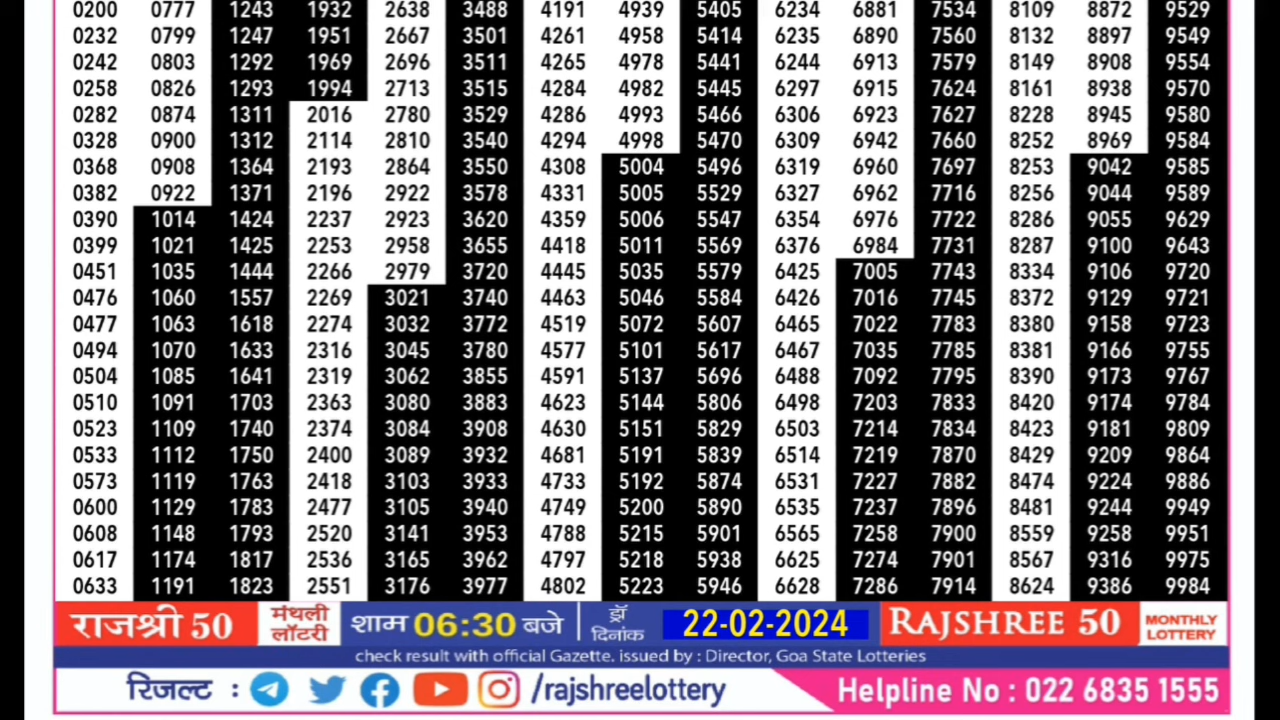 0200 0777 1243 1932 2638 3488 4191 4939 5405 6234 6881 7534 8109 8872 9529
0232 0799 1247 1951 2667 3501 4261 4958 5414 6235 6890 7560 8132 8897 9549
0242 0803 1292 1969 2696 3511 4265 4978 5441 6244 6913 7579 8149 8908 9554
0258 0826 1293 1994 2713 3515 4284 4982 5445 6297 6915 7624 8161 8938 9570
0282 0874 1311 2016 2780 3529 4286 4993 5466 6306 6923 7627 8228 8945 9580
0328 0900 1312 2114 2810 3540 4294 4998 5470 6309 6942 7660 8252 8969 9584
0368 0908 1364 2193 2864 3550 4308 5004 5496 6319 6960 7697 8253 9042 9585
0382 0922 1371 2196 2922 3578 4331 5005 5529 6327 6962 7716 8256 9044 9589
0390 1014 1424 2237 2923 3620 4359 5006 5547 6354 6976 7722 8286 9055 9629
0399 1021 1425 2253 2958 3655 4418 5011 5569 6376 6984 7731 8287 9100 9643
0451 1035 1444 2266 2979 3720 4445 5035 5579 6425 7005 7743 8334 9106 9720
0476 1060 1557 2269 3021 3740 4463 5046 5584 6426 7016 7745 8372 9129 9721
0477 1063 1618 2274 3032 3772 4519 5072 5607 6465 7022 7783 8380 9158 9723
0494 1070 1633 2316 3045 3780 4577 5101 5617 6467 7035 7785 8381 9166 9755
0504 1085 1641 2319 3062 3855 4591 5137 5696 6488 7092 7795 8390 9173 9767
0510 1091 1703 2363 3080 3883 4623 5144 5806 6498 7203 7833 8420 9174 9784
0523 1109 1740 2374 3084 3908 4630 5151 5829 6503 7214 7834 8423 9181 9809
0533 1112 1750 2400 3089 3932 4681 5191 5839 6514 7219 7870 8429 9209 9864
0573 1119 1763 2418 3103 3933 4733 5192 5874 6531 7227 7882 8474 9224 9886
0600 1129 1783 2477 3105 3940 4749 5200 5890 6535 7237 7896 8481 9244 9949
0608 1148 1793 2520 3141 3953 4788 5215 5901 6565 7258 7900 8559 9258 9951
0617 1174 1817 2536 3165 3962 4797 5218 5938 6625 7274 7901 8567 9316 9975
0633 1191 1823 2551 3176 3977 4802 5223 5946 6628 7286 7914 8624 9386 9984
राजश्री 50 मंथली लॉटरी शाम 06:30 बजे ड्रॉ दिनांक 22-02-2024 RAJSHREE 50 MONTHLY LOTTERY
check result with official Gazette. issued by : Director, Goa State Lotteries
रिजल्ट : /rajshreelottery Helpline No : 022 6835 1555